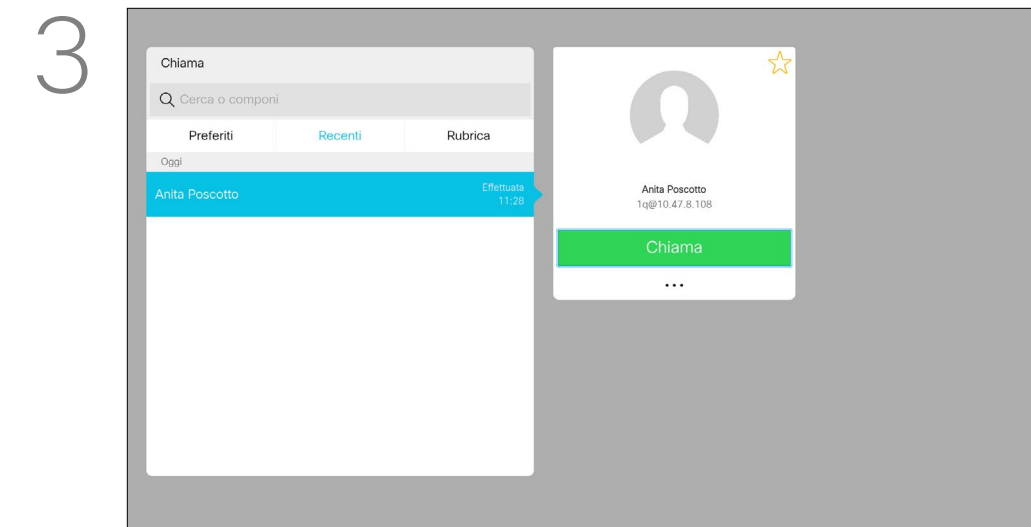 3
Chiama
Cerca o componi
Preferiti Recenti Rubrica
Oggi
Anita Poscotto Effettuata
11:28
Anita Poscotto
1q@10.47.8.108
Chiama
...